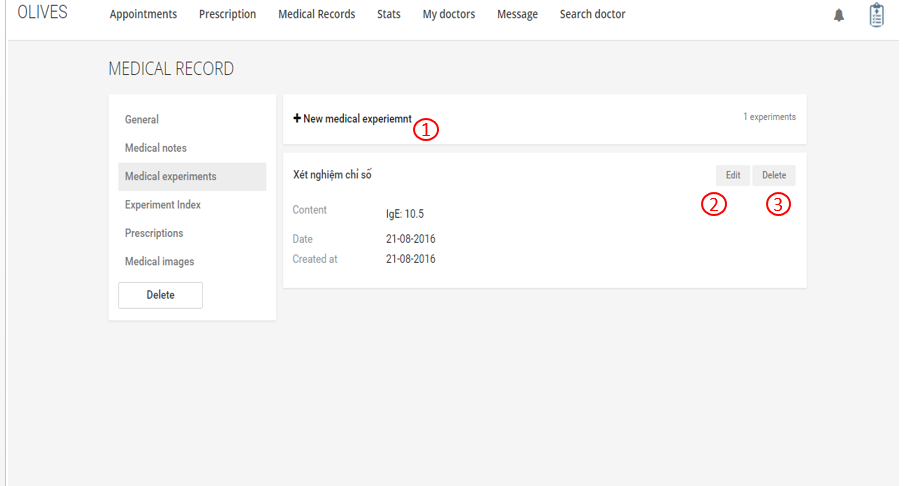 OLIVES Appointments Prescription Medical Records Stats My doctors Message Search doctor
MEDICAL RECORD
General
Medical notes
Medical experiments
Experiment Index
Prescriptions
Medical images
Delete
+ New medical experiemnt 1 1 experiments
Xét nghiệm chỉ số Edit Delete
2 3
Content IgE: 10.5
Date 21-08-2016
Created at 21-08-2016